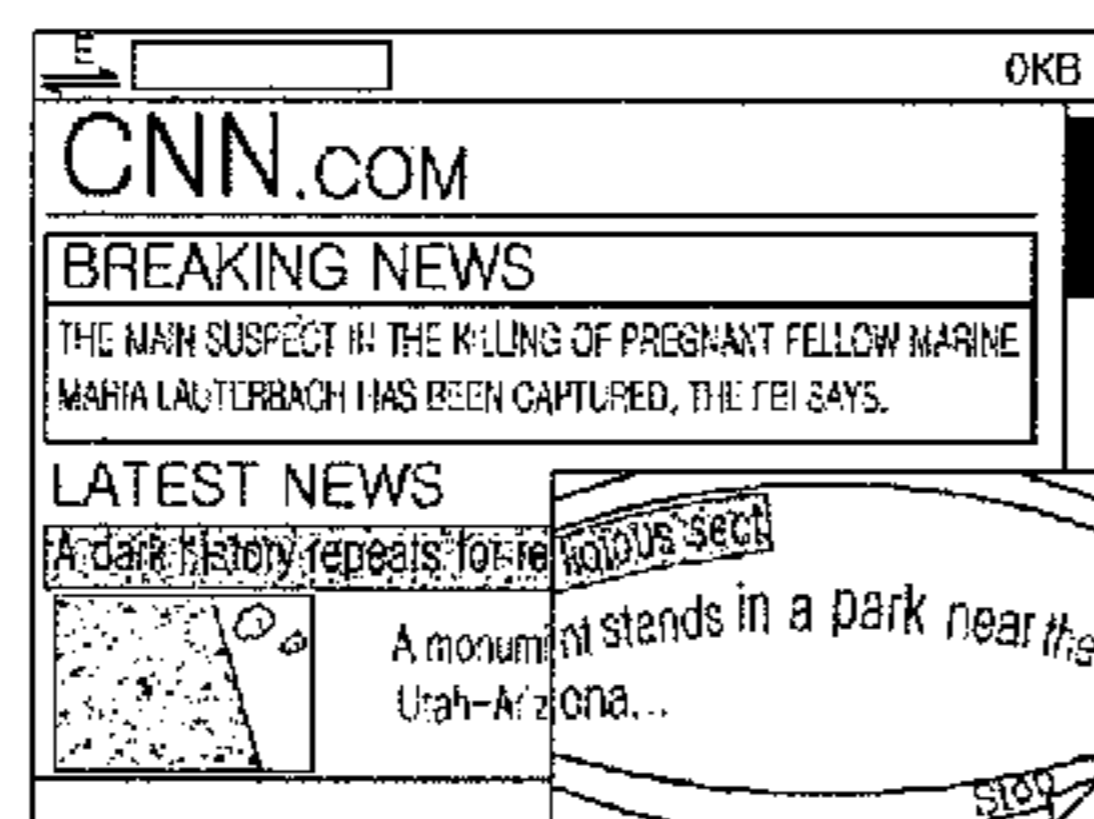 E
0KB
CNN.COM
BREAKING NEWS
THE MAIN SUSPECT IN THE KILLING OF PREGNANT FELLOW MARINE
MARIA LAUTERBACH HAS BEEN CAPTURED, THE FBI SAYS.
LATEST NEWS
A dark history repeats for religious sect
A monument stands in a park near the
Utah-Arizona...
Stop